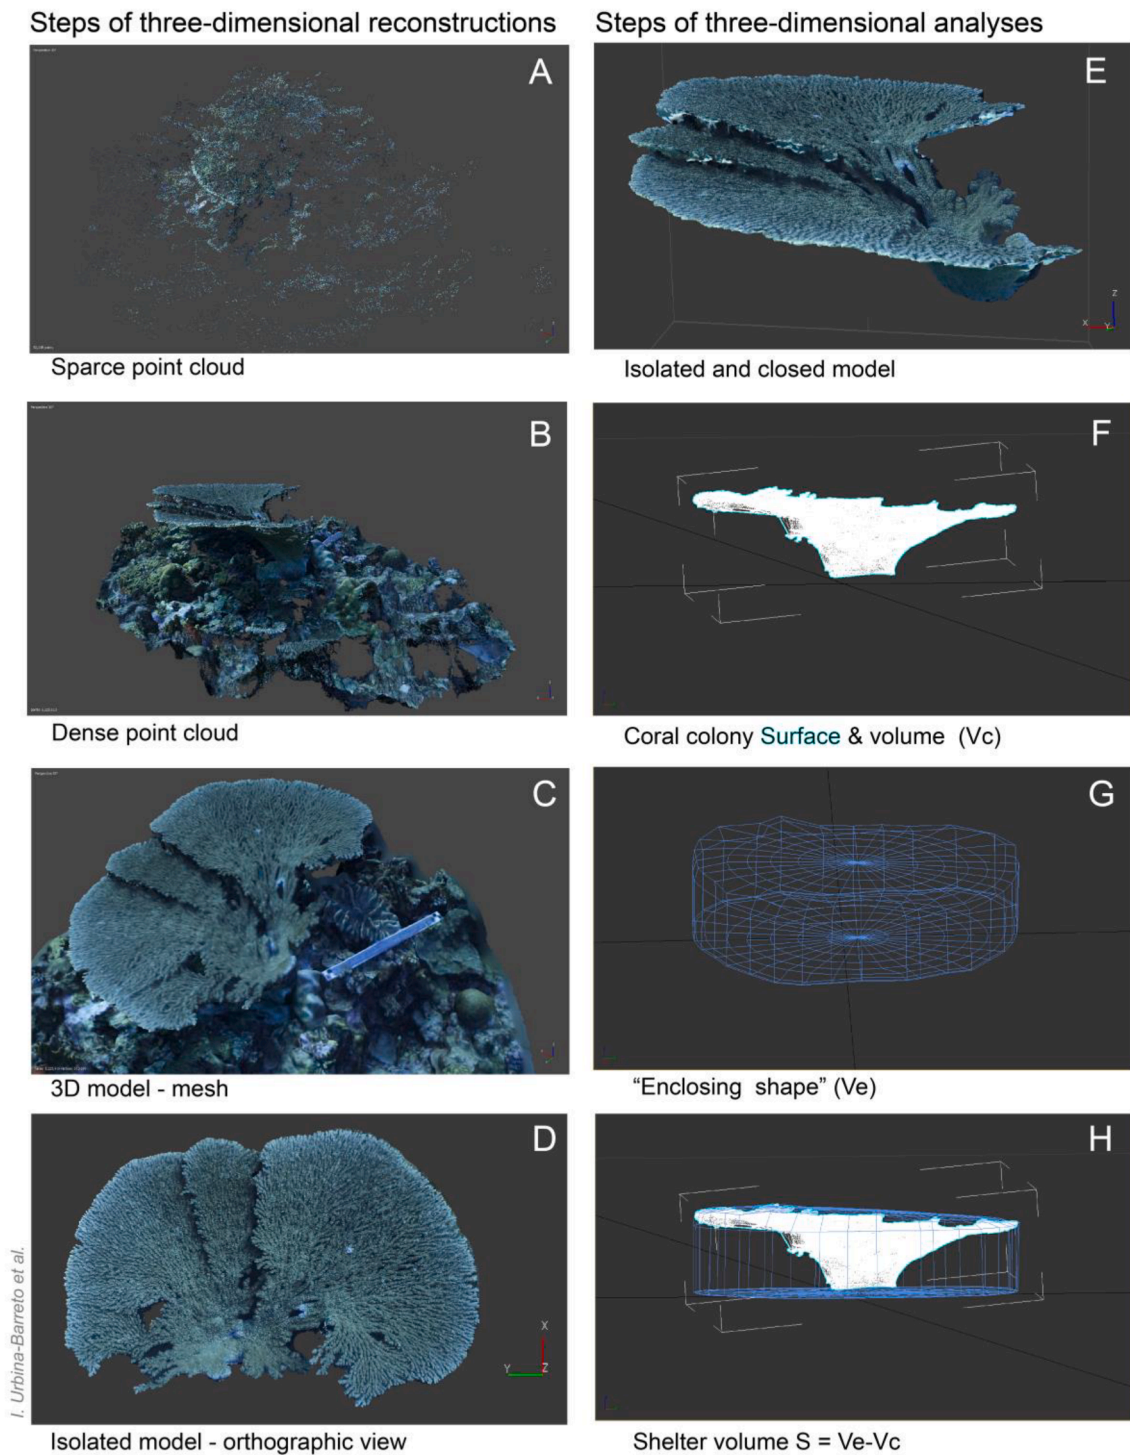 Steps of three-dimensional reconstructions
A
Sparce point cloud
B
Dense point cloud
C
3D model - mesh
D
X
Y
Z
Isolated model - orthographic view
I. Urbina-Barreto et al.
Steps of three-dimensional analyses
E
Z
X
Y
Isolated and closed model
F
Coral colony Surface & volume (Vc)
G
“Enclosing shape” (Ve)
H
Shelter volume S = Ve-Vc